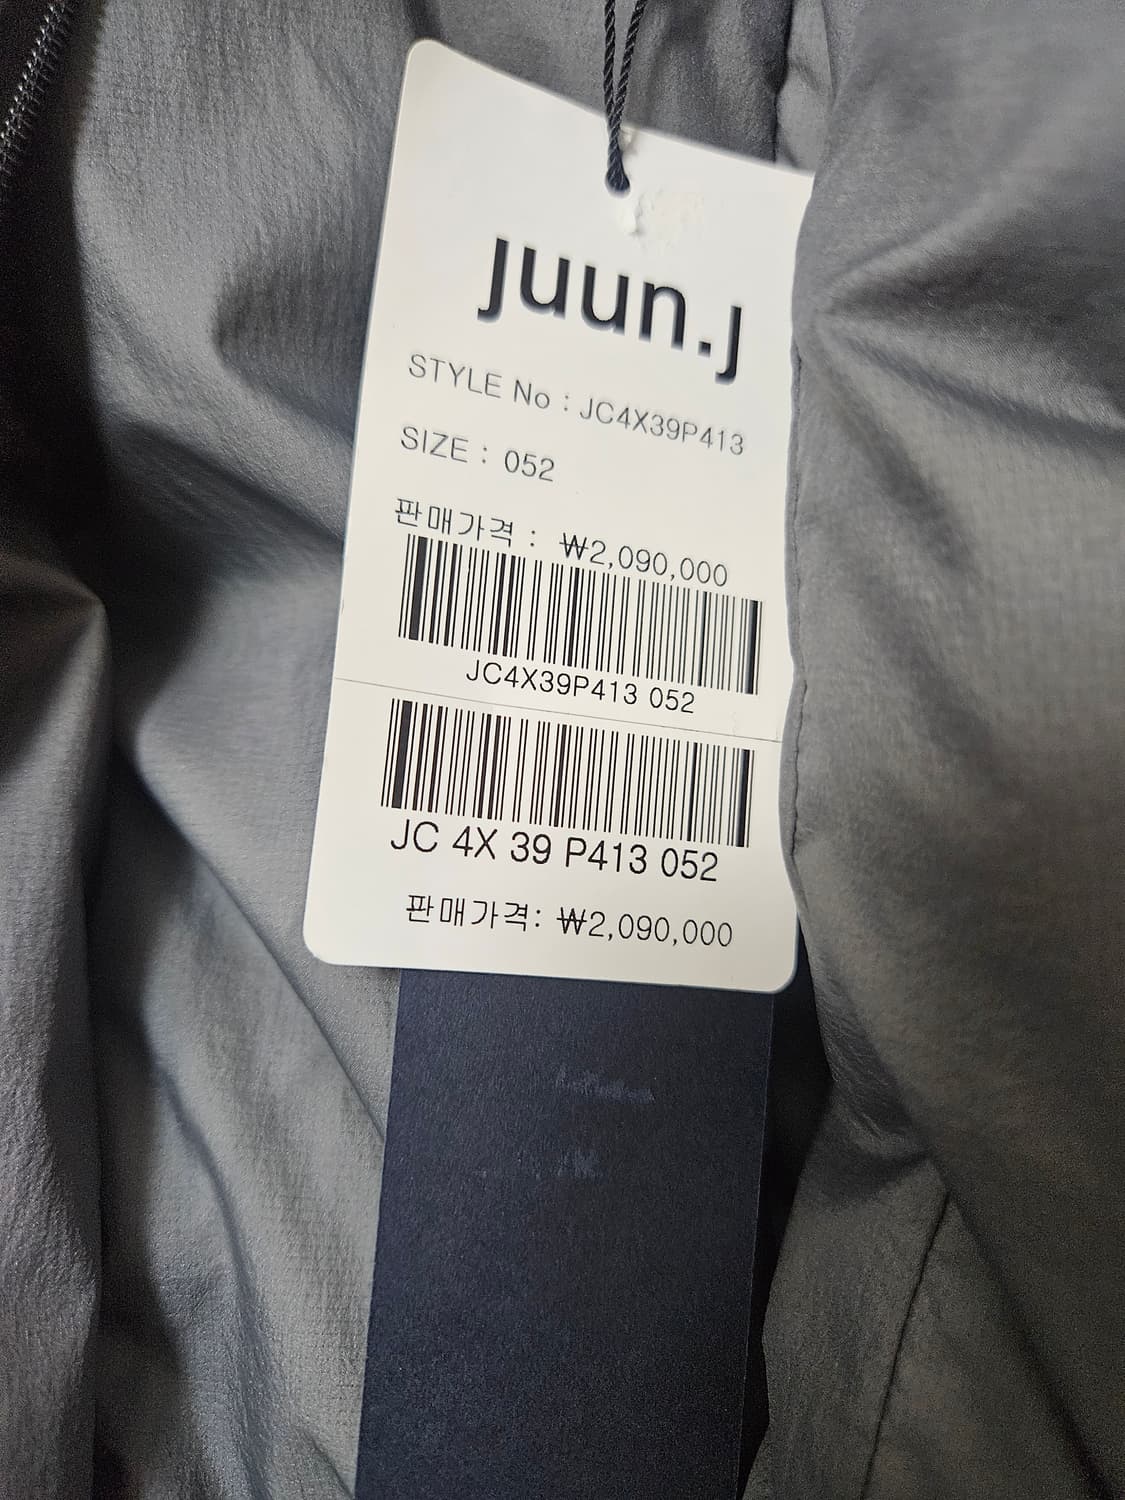 juun.j
STYLE No : JC4X39P413
SIZE : 052
판매가격 : ₩2,090,000
JC4X39P413 052
JC 4X 39 P413 052
판매가격: ₩2,090,000